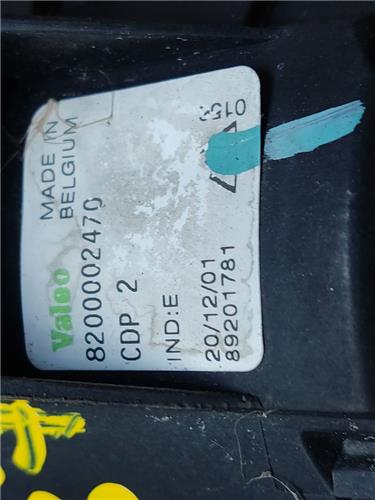 Valeo MADE IN
BELGIUM
8200002470
CDP 2
IND:E
20/12/01
89201781